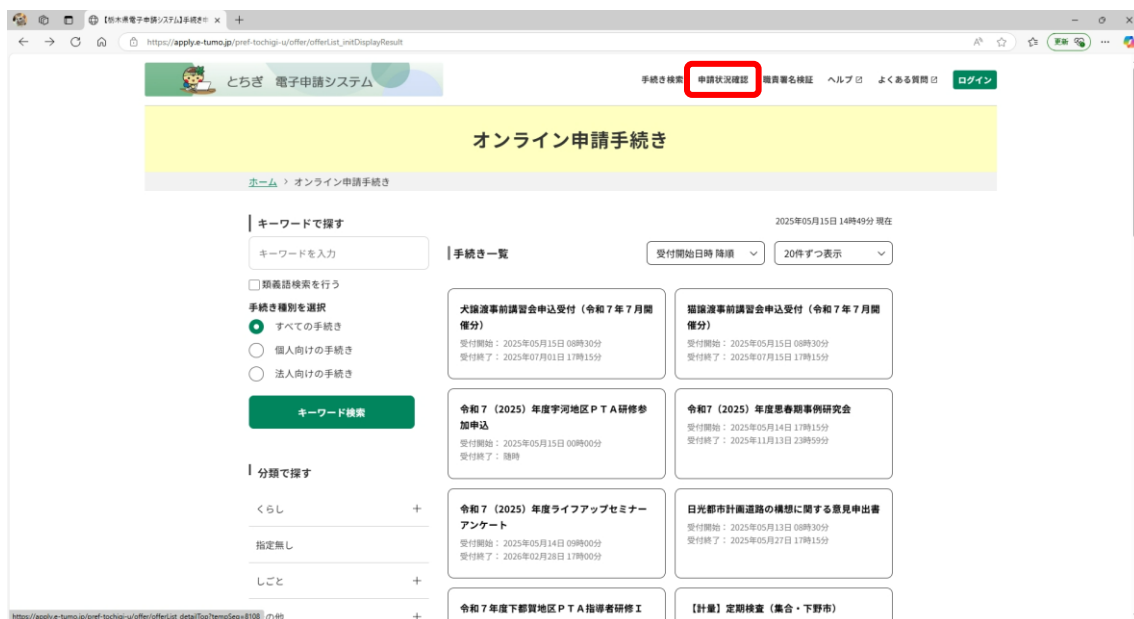 【栃木県電子申請システム】手続き申
https://apply.e-tumo.jp/pref-tochigi-u/offer/offerList_initDisplayResult
更新
とちぎ 電子申請システム
手続き検索 申請状況確認 職責署名検証 ヘルプ よくある質問 ログイン
オンライン申請手続き
ホーム > オンライン申請手続き
キーワードで探す
キーワードを入力
類義語検索を行う
手続き種別を選択
すべての手続き
個人向けの手続き
法人向けの手続き
キーワード検索
分類で探す
くらし
指定無し
しごと
の他
2025年05月15日 14時49分 現在
手続き一覧
受付開始日時 降順
20件ずつ表示
犬譲渡事前講習会申込受付（令和７年７月開
催分）
受付開始： 2025年05月15日 08時30分
受付終了： 2025年07月01日 17時15分
猫譲渡事前講習会申込受付（令和７年７月開
催分）
受付開始： 2025年05月15日 08時30分
受付終了： 2025年07月15日 17時15分
令和７（2025）年度宇河地区ＰＴＡ研修参
加申込
受付開始： 2025年05月15日 00時00分
受付終了： 随時
令和7（2025）年度思春期事例研究会
受付開始： 2025年05月14日 17時15分
受付終了： 2025年11月13日 23時59分
令和７（2025）年度ライフアップセミナー
アンケート
受付開始： 2025年05月14日 09時00分
受付終了： 2026年02月28日 17時00分
日光都市計画道路の構想に関する意見申出書
受付開始： 2025年05月13日 08時30分
受付終了： 2025年05月27日 17時15分
令和７年度下都賀地区ＰＴＡ指導者研修Ｉ
【計量】定期検査（集合・下野市）
https://apply.e-tumo.jp/pref-tochigi-u/offer/offerList_detailTop?tempSeq=8108